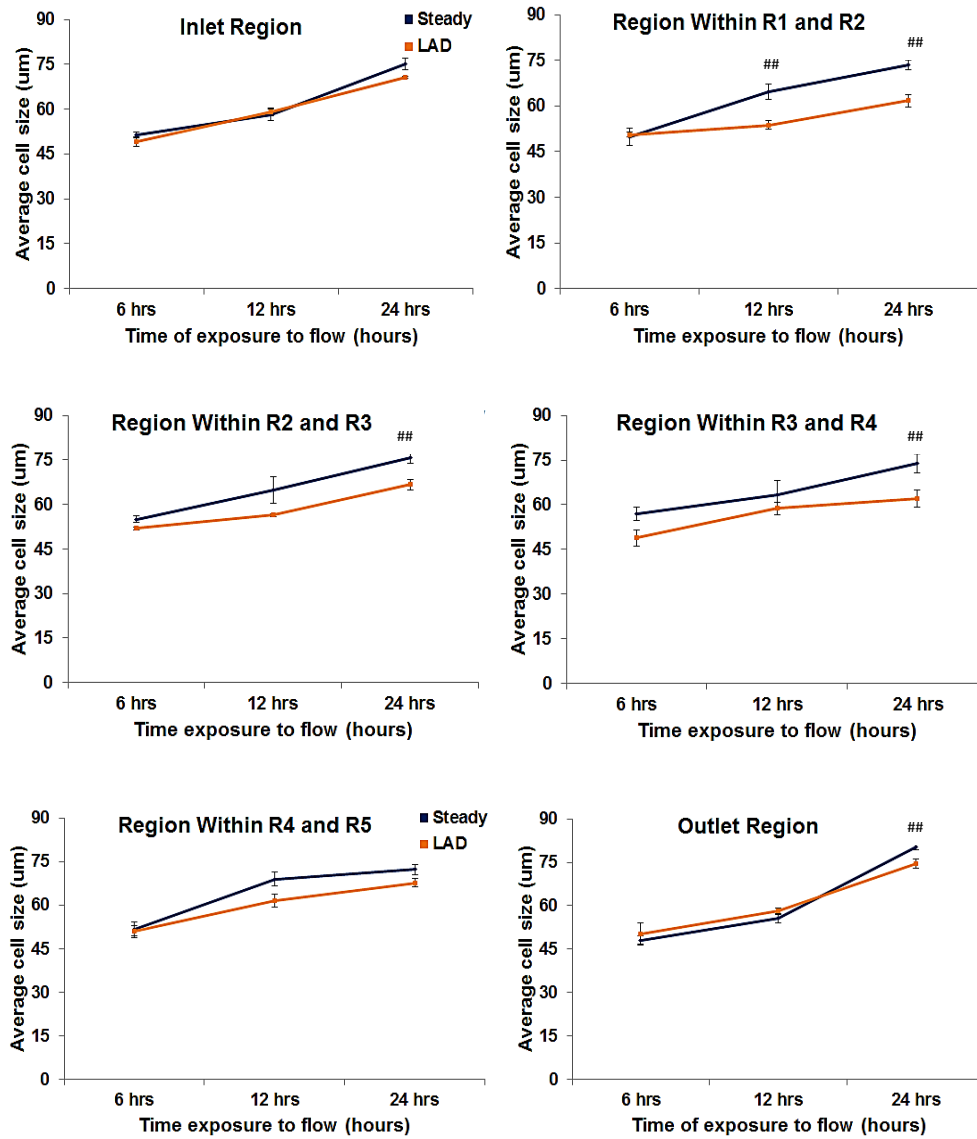 Inlet Region
Steady
LAD
Average cell size (um)
90
75
60
45
30
15
0
6 hrs 12 hrs 24 hrs
Time of exposure to flow (hours)
Region Within R1 and R2
##
##
Average cell size (um)
90
75
60
45
30
15
0
6 hrs 12 hrs 24 hrs
Time of exposure to flow (hours)
Region Within R2 and R3
##
Average cell size (um)
90
75
60
45
30
15
0
6 hrs 12 hrs 24 hrs
Time exposure to flow (hours)
Region Within R3 and R4
##
Average cell size (um)
90
75
60
45
30
15
0
6 hrs 12 hrs 24 hrs
Time exposure to flow (hours)
Region Within R4 and R5
Steady
LAD
Average cell size (um)
90
75
60
45
30
15
0
6 hrs 12 hrs 24 hrs
Time exposure to flow (hours)
Outlet Region
##
Average cell size (um)
90
75
60
45
30
15
0
6 hrs 12 hrs 24 hrs
Time of exposure to flow (hours)